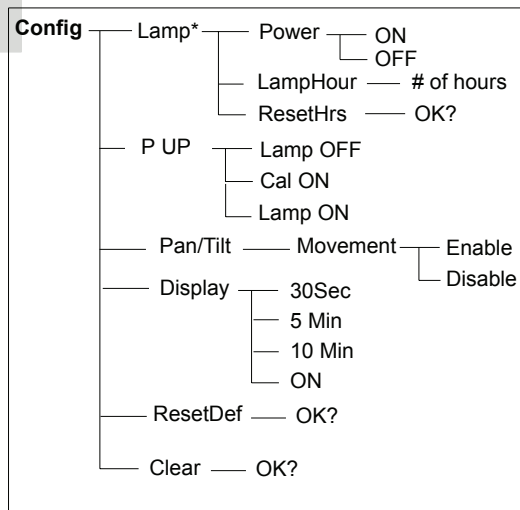 Config Lamp* Power ON
OFF
LampHour # of hours
ResetHrs OK?
P UP Lamp OFF
Cal ON
Lamp ON
Pan/Tilt Movement Enable
Disable
Display 30Sec
5 Min
10 Min
ON
ResetDef OK?
Clear OK?